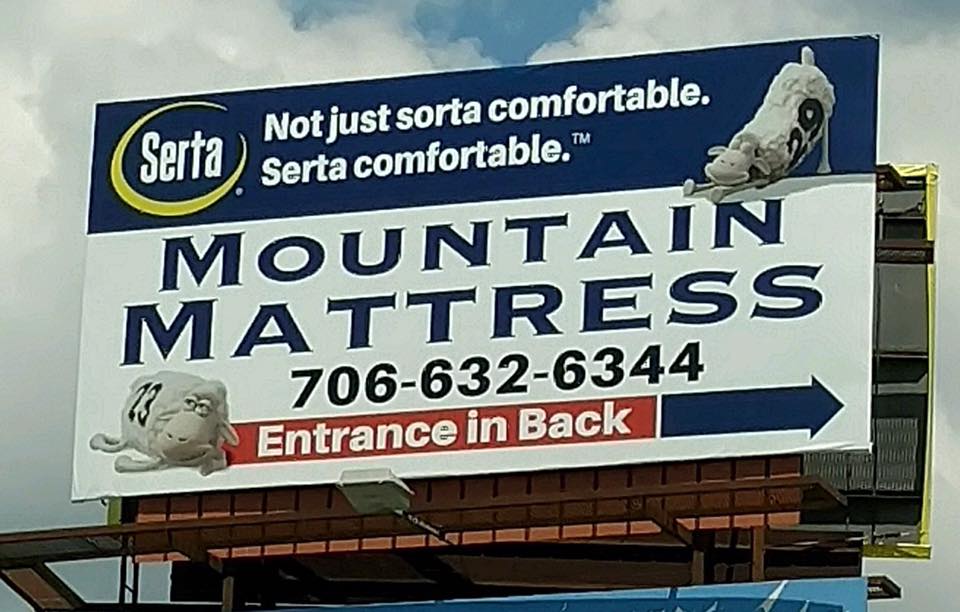 Serta®
Not just sorta comfortable.
Serta comfortable.™
29
MOUNTAIN
MATTRESS
706-632-6344
23
Entrance in Back